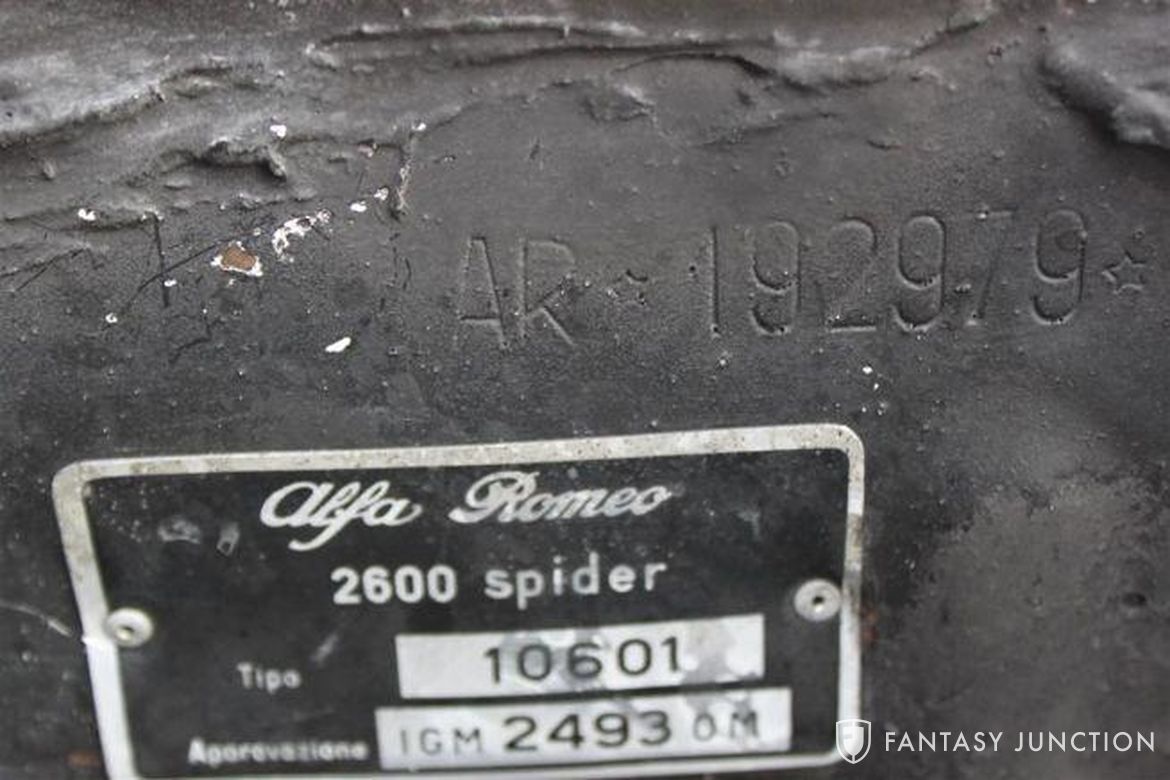 AR ☆ 192979 ☆
Alfa Romeo
2600 spider
Tipo 10601
Approvazione IGM 2493 OM
FANTASY JUNCTION